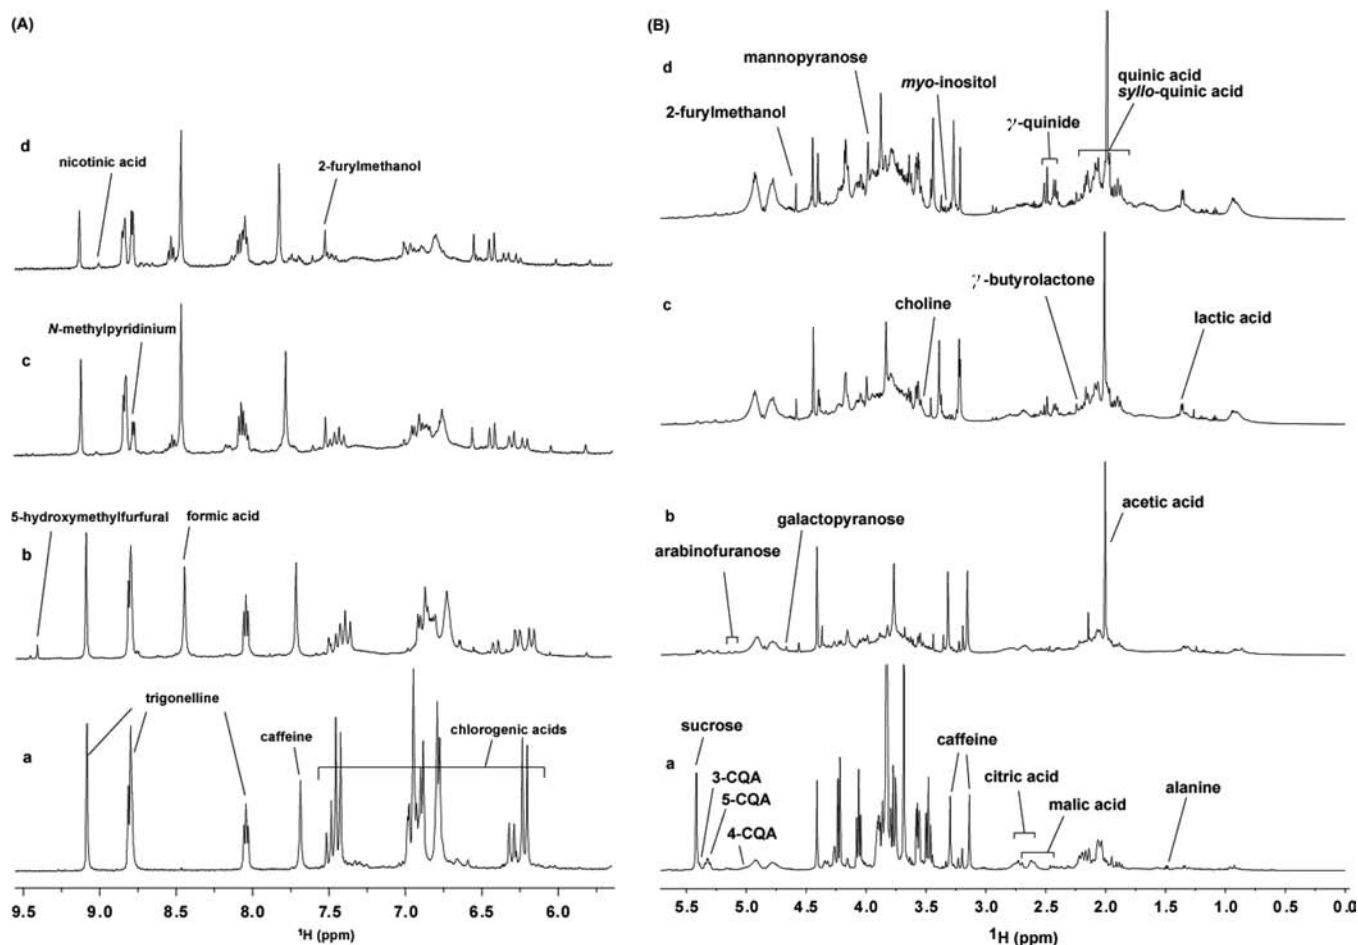 (A)
d
nicotinic acid
2-furylmethanol
N-methylpyridinium
c
5-hydroxymethylfurfural
formic acid
b
trigonelline
caffeine
chlorogenic acids
a
9.5 9.0 8.5 8.0 7.5 7.0 6.5 6.0
¹H (ppm)
(B)
d
mannopyranose
myo-inositol
quinic acid
syllo-quinic acid
2-furylmethanol
γ-quinide
c
choline
γ-butyrolactone
lactic acid
b
galactopyranose
arabinofuranose
acetic acid
sucrose
a
3-CQA
5-CQA
4-CQA
caffeine
citric acid
malic acid
alanine
5.5 5.0 4.5 4.0 3.5 3.0 2.5 2.0 1.5 1.0 0.5 0.0
¹H (ppm)